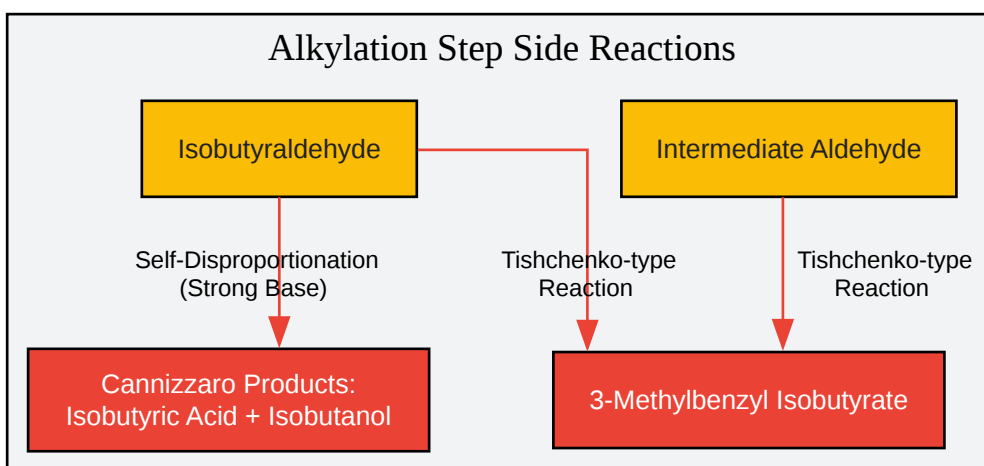 Alkylation Step Side Reactions
Isobutyraldehyde
Intermediate Aldehyde
Self-Disproportionation
(Strong Base)
Tishchenko-type
Reaction
Tishchenko-type
Reaction
Cannizzaro Products:
Isobutyric Acid + Isobutanol
3-Methylbenzyl Isobutyrate